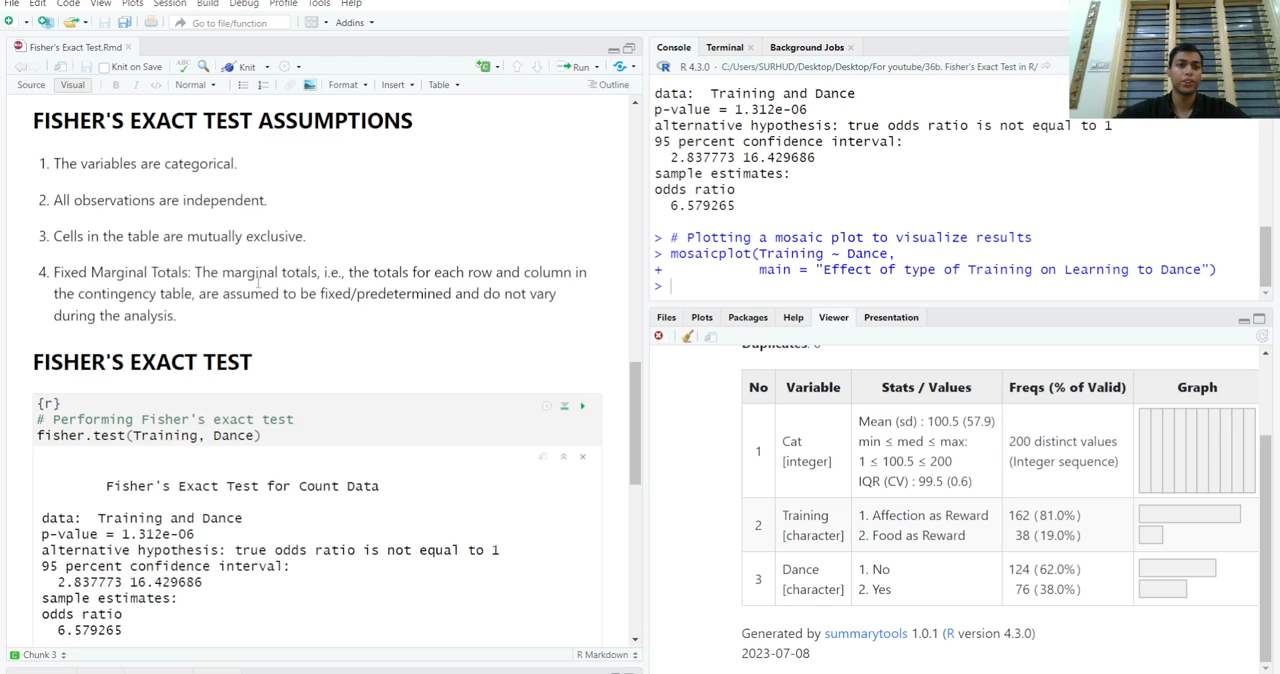 File Edit Code View Plots Session Build Debug Profile Tools Help
Go to file/function
Addins
Fisher's Exact Test.Rmd
Knit on Save
ABC
Knit
Run
Source Visual B I Normal Format Insert Table Outline
FISHER'S EXACT TEST ASSUMPTIONS
1. The variables are categorical.
2. All observations are independent.
3. Cells in the table are mutually exclusive.
4. Fixed Marginal Totals: The marginal totals, i.e., the totals for each row and column in
the contingency table, are assumed to be fixed/predetermined and do not vary
during the analysis.
FISHER'S EXACT TEST
{r}
# Performing Fisher's exact test
fisher.test(Training, Dance)
Fisher's Exact Test for Count Data
data: Training and Dance
p-value = 1.312e-06
alternative hypothesis: true odds ratio is not equal to 1
95 percent confidence interval:
2.837773 16.429686
sample estimates:
odds ratio
6.579265
Chunk 3
R Markdown
Console Terminal Background Jobs
R 4.3.0 · C:/Users/SURHUD/Desktop/Desktop/For youtube/36b. Fisher's Exact Test in R/
data: Training and Dance
p-value = 1.312e-06
alternative hypothesis: true odds ratio is not equal to 1
95 percent confidence interval:
2.837773 16.429686
sample estimates:
odds ratio
6.579265
> # Plotting a mosaic plot to visualize results
> mosaicplot(Training ~ Dance,
+ main = "Effect of type of Training on Learning to Dance")
>
Files Plots Packages Help Viewer Presentation
No Variable Stats / Values Freqs (% of Valid) Graph
1
Cat
[integer]
Mean (sd) : 100.5 (57.9)
min ≤ med ≤ max:
1 ≤ 100.5 ≤ 200
IQR (CV) : 99.5 (0.6)
200 distinct values
(Integer sequence)
2
Training
[character]
1. Affection as Reward
2. Food as Reward
162 (81.0%)
38 (19.0%)
3
Dance
[character]
1. No
2. Yes
124 (62.0%)
76 (38.0%)
Generated by summarytools 1.0.1 (R version 4.3.0)
2023-07-08